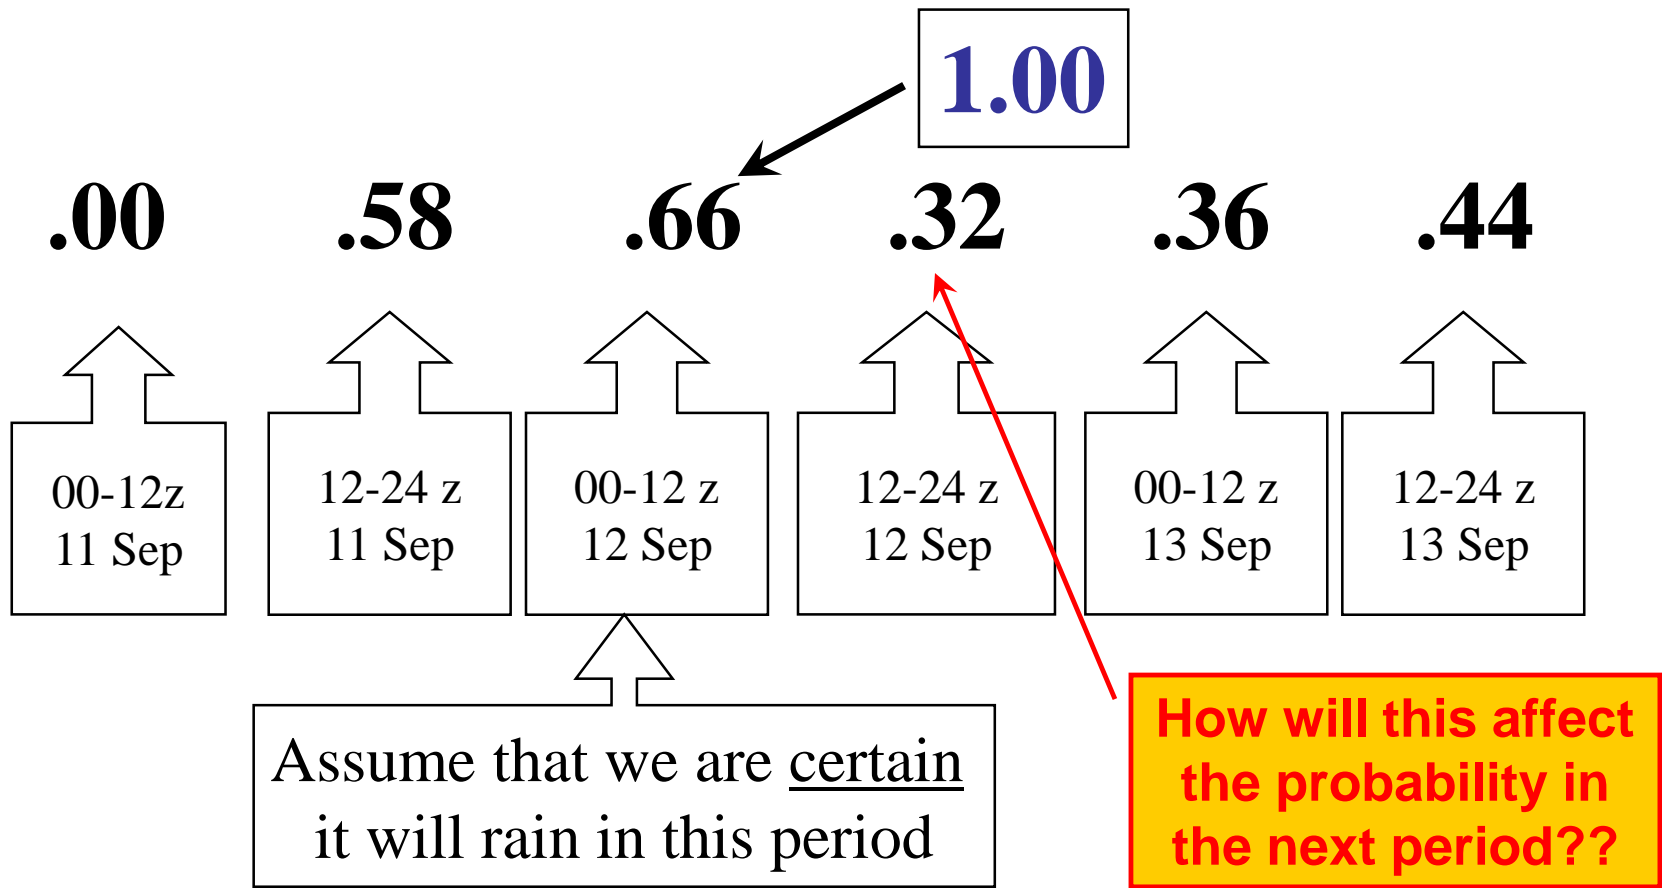 1.00
.00 .58 .66 .32 .36 .44
00-12z
11 Sep
12-24 z
11 Sep
00-12 z
12 Sep
12-24 z
12 Sep
00-12 z
13 Sep
12-24 z
13 Sep
Assume that we are certain
it will rain in this period
How will this affect
the probability in
the next period??